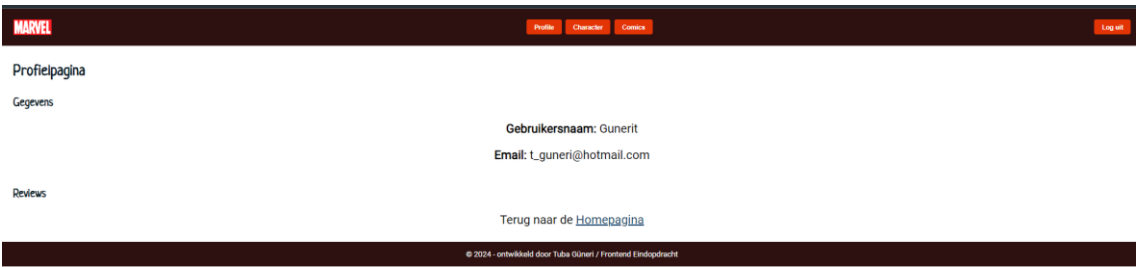 MARVEL
Profile Character Comics
Log uit
Profielpagina
Gegevens
Gebruikersnaam: Gunerit
Email: t_guneri@hotmail.com
Reviews
Terug naar de Homepagina
© 2024 - ontwikkeld door Tuba Güneri / Frontend Eindopdracht